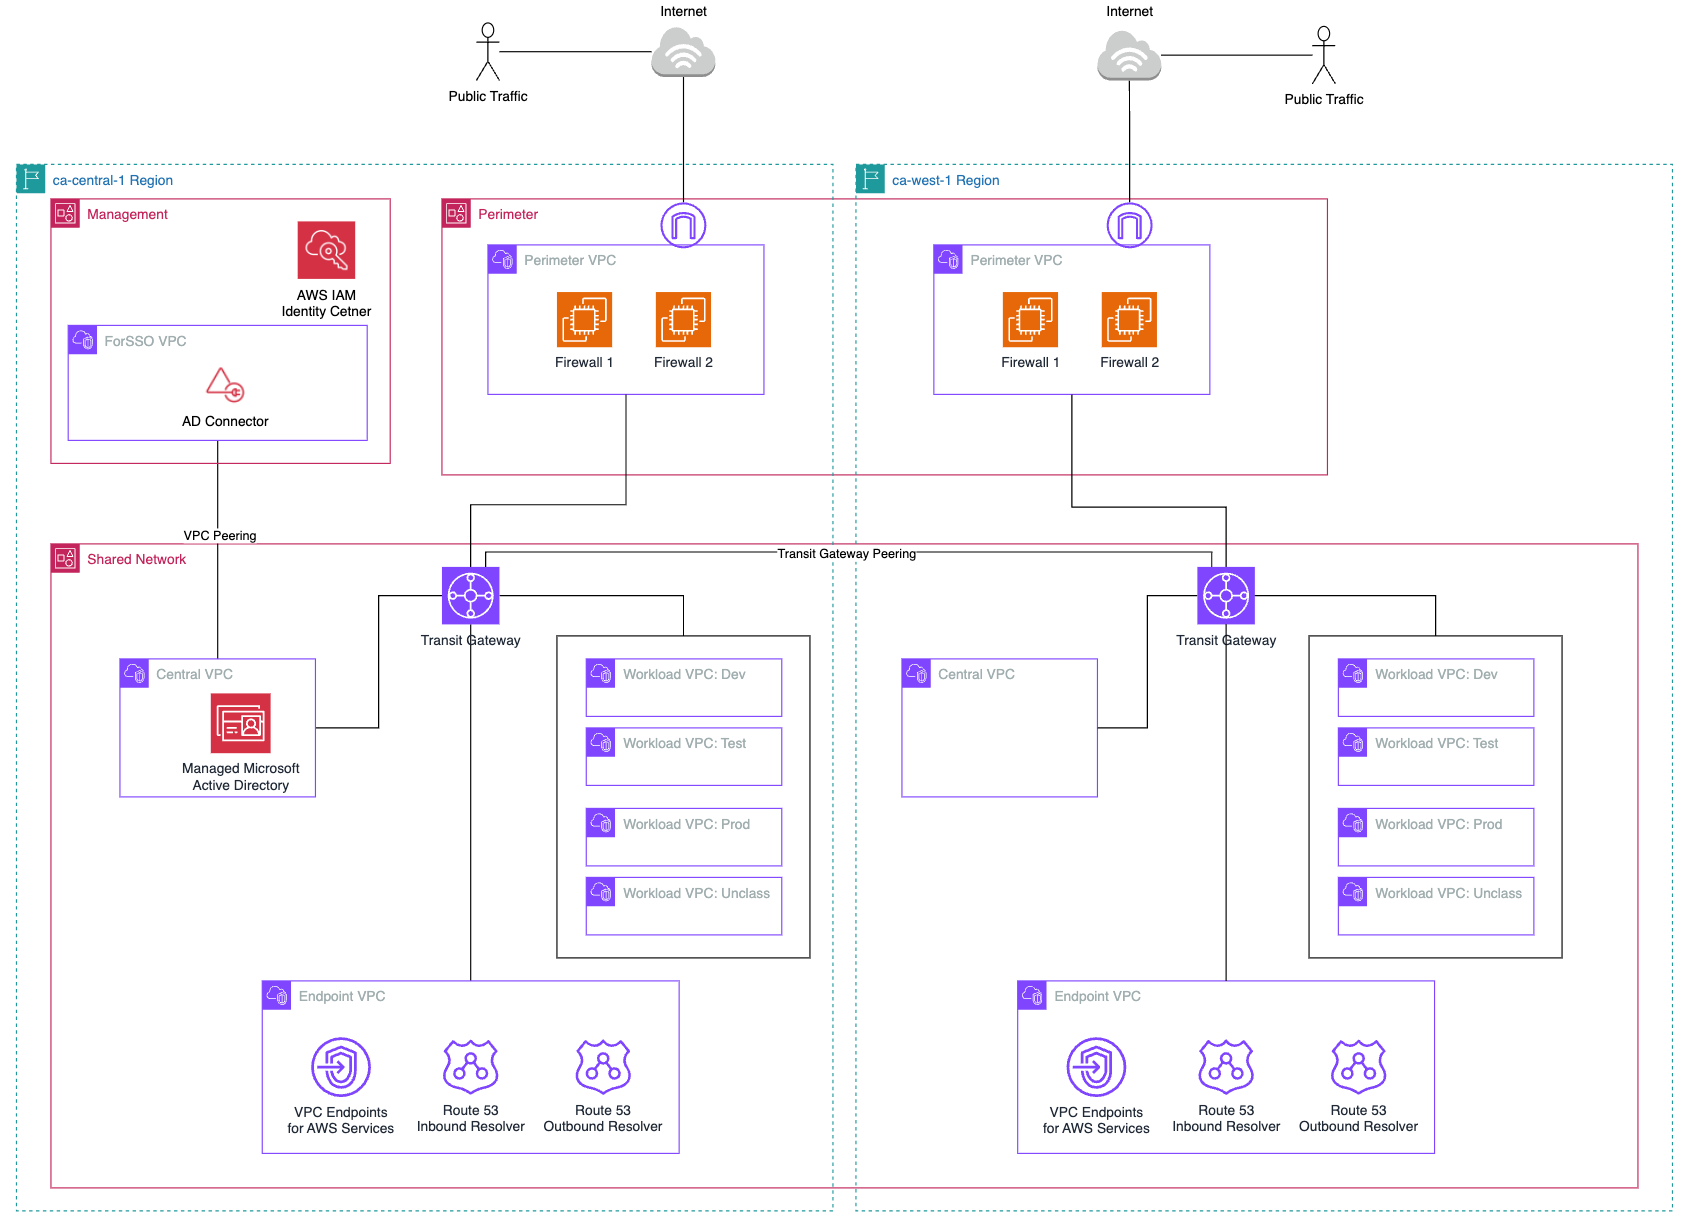 Internet
Internet
Public Traffic
Public Traffic
ca-central-1 Region
ca-west-1 Region
Management
Perimeter
AWS IAM
Identity Cetner
Perimeter VPC
Perimeter VPC
ForSSO VPC
Firewall 1
Firewall 2
Firewall 1
Firewall 2
AD Connector
VPC Peering
Shared Network
Transit Gateway Peering
Transit Gateway
Transit Gateway
Central VPC
Workload VPC: Dev
Central VPC
Workload VPC: Dev
Workload VPC: Test
Workload VPC: Test
Managed Microsoft
Active Directory
Workload VPC: Prod
Workload VPC: Prod
Workload VPC: Unclass
Workload VPC: Unclass
Endpoint VPC
Endpoint VPC
VPC Endpoints
for AWS Services
Route 53
Inbound Resolver
Route 53
Outbound Resolver
VPC Endpoints
for AWS Services
Route 53
Inbound Resolver
Route 53
Outbound Resolver